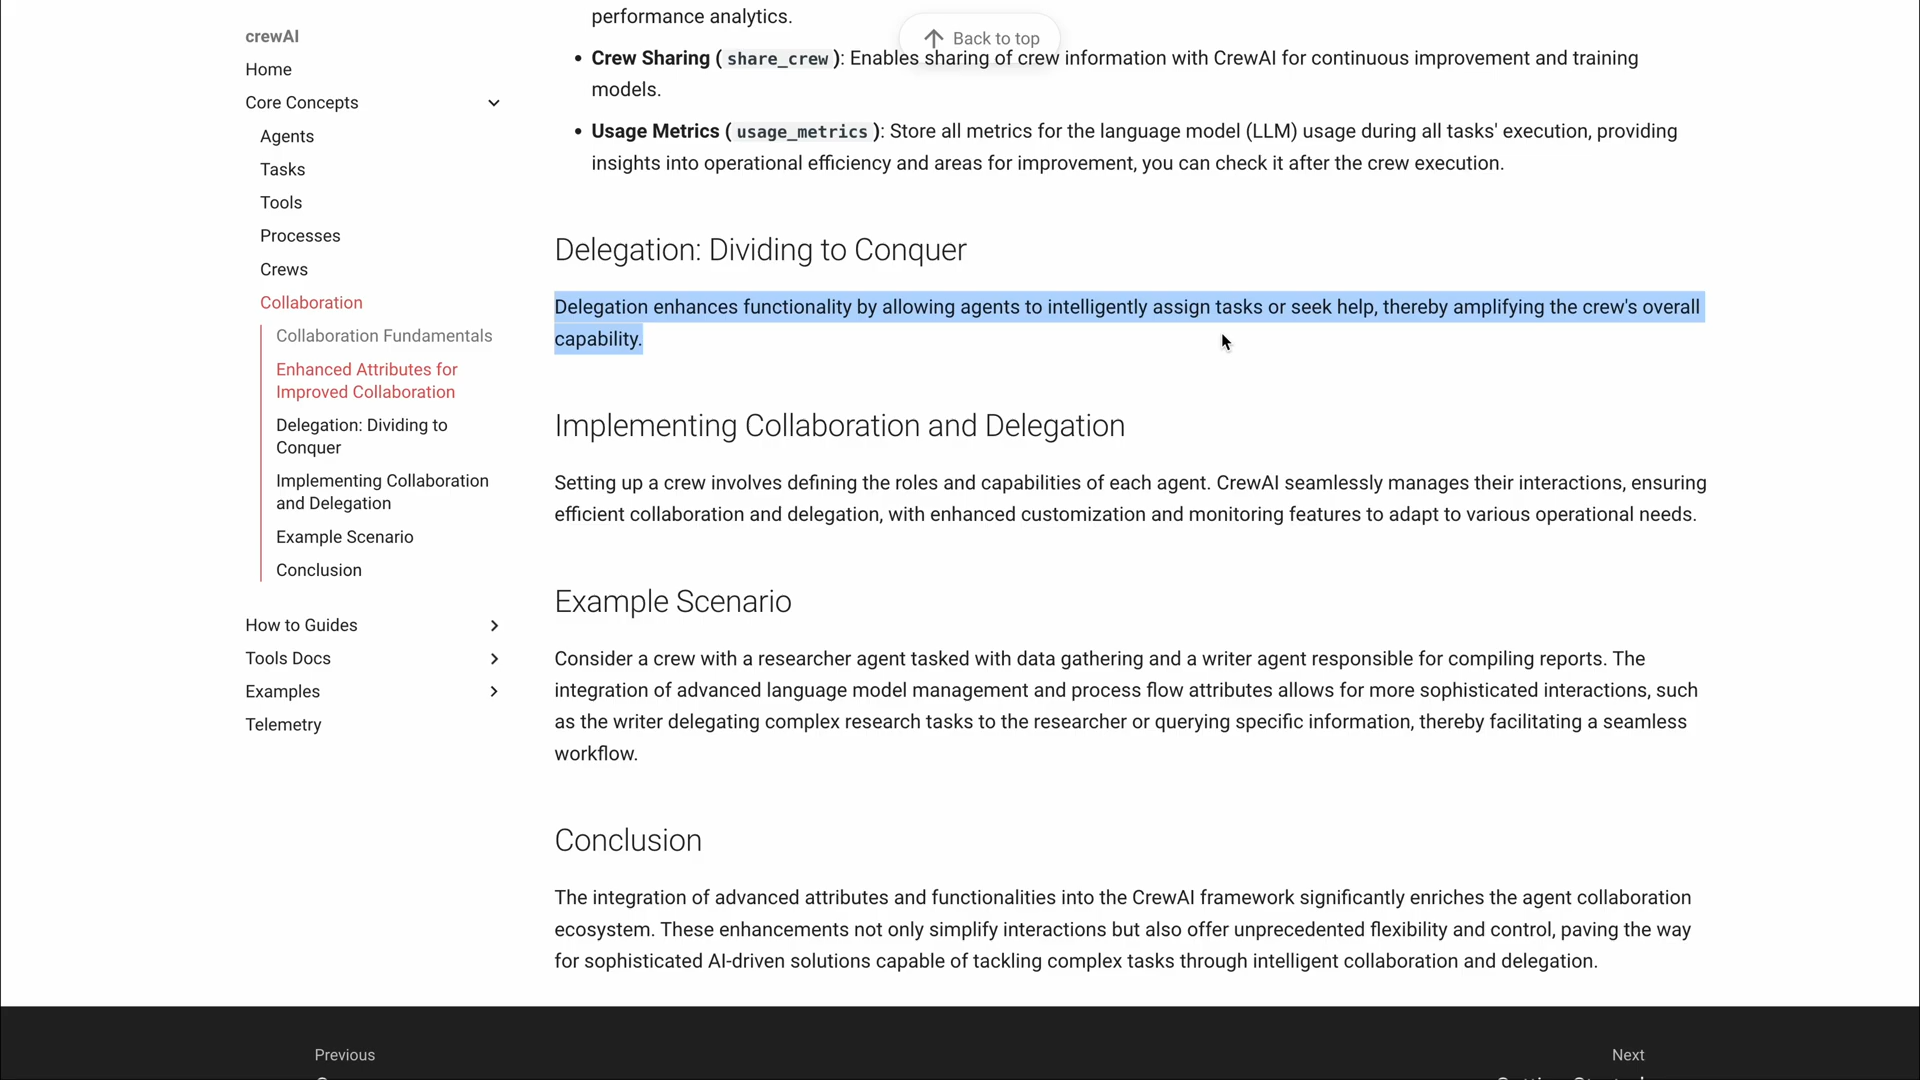 crewAI
Home
Core Concepts
Agents
Tasks
Tools
Processes
Crews
Collaboration
Collaboration Fundamentals
Enhanced Attributes for
Improved Collaboration
Delegation: Dividing to
Conquer
Implementing Collaboration
and Delegation
Example Scenario
Conclusion
How to Guides
Tools Docs
Examples
Telemetry
Back to top
performance analytics.
• Crew Sharing ( share_crew ): Enables sharing of crew information with CrewAI for continuous improvement and training
models.
• Usage Metrics ( usage_metrics ): Store all metrics for the language model (LLM) usage during all tasks' execution, providing
insights into operational efficiency and areas for improvement, you can check it after the crew execution.
Delegation: Dividing to Conquer
Delegation enhances functionality by allowing agents to intelligently assign tasks or seek help, thereby amplifying the crew's overall
capability.
Implementing Collaboration and Delegation
Setting up a crew involves defining the roles and capabilities of each agent. CrewAI seamlessly manages their interactions, ensuring
efficient collaboration and delegation, with enhanced customization and monitoring features to adapt to various operational needs.
Example Scenario
Consider a crew with a researcher agent tasked with data gathering and a writer agent responsible for compiling reports. The
integration of advanced language model management and process flow attributes allows for more sophisticated interactions, such
as the writer delegating complex research tasks to the researcher or querying specific information, thereby facilitating a seamless
workflow.
Conclusion
The integration of advanced attributes and functionalities into the CrewAI framework significantly enriches the agent collaboration
ecosystem. These enhancements not only simplify interactions but also offer unprecedented flexibility and control, paving the way
for sophisticated AI-driven solutions capable of tackling complex tasks through intelligent collaboration and delegation.
Previous
Next